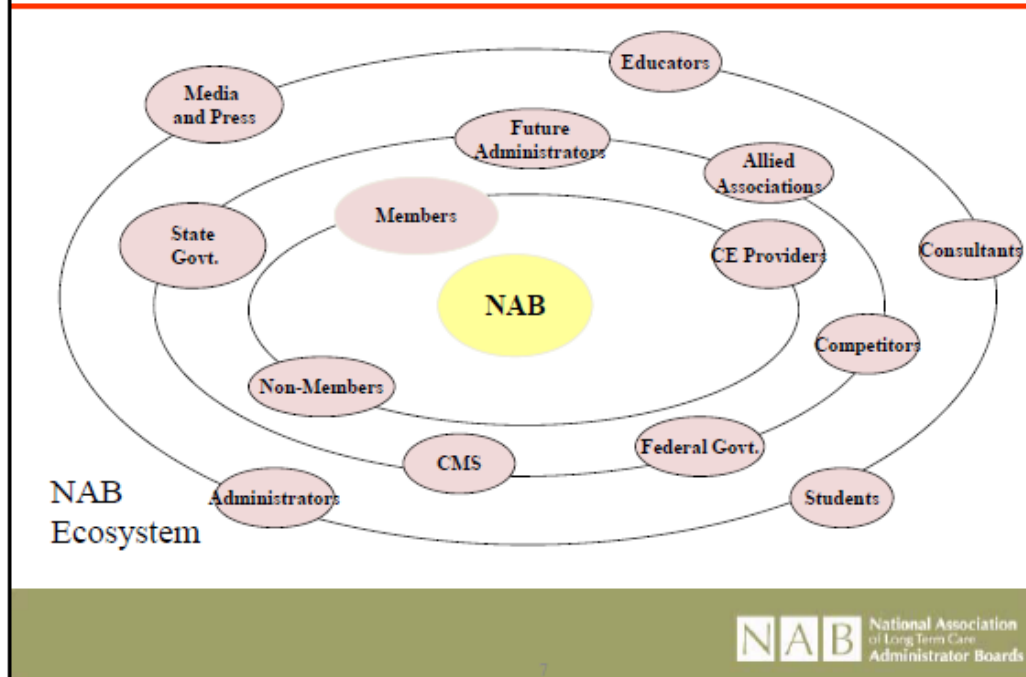 Educators
Media
and Press
Future
Administrators
Allied
Associations
Members
State
Govt.
CE Providers
Consultants
NAB
Competitors
Non-Members
Federal Govt.
CMS
Administrators
Students
NAB
Ecosystem
NAB
National Association
of Long Term Care
Administrator Boards
7